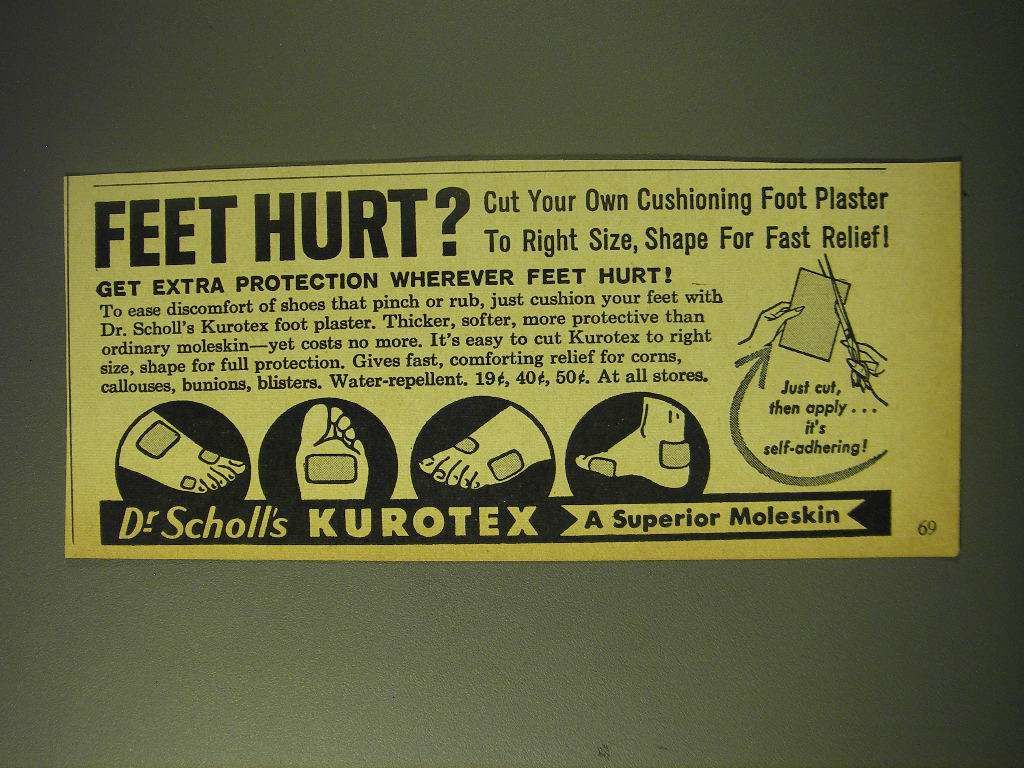 FEET HURT?
Cut Your Own Cushioning Foot Plaster
To Right Size, Shape For Fast Relief!
GET EXTRA PROTECTION WHEREVER FEET HURT!
To ease discomfort of shoes that pinch or rub, just cushion your feet with
Dr. Scholl's Kurotex foot plaster. Thicker, softer, more protective than
ordinary moleskin—yet costs no more. It's easy to cut Kurotex to right
size, shape for full protection. Gives fast, comforting relief for corns,
callouses, bunions, blisters. Water-repellent. 19¢, 40¢, 50¢. At all stores.
Just cut,
then apply...
it's
self-adhering!
Dr Scholl's KUROTEX A Superior Moleskin
69